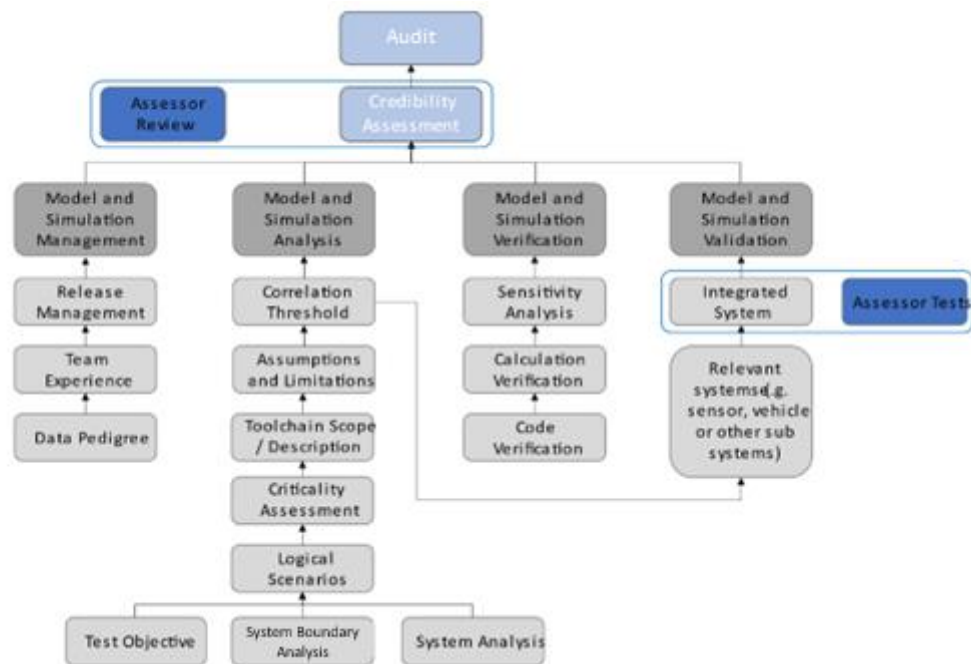 Audit
Assessor
Review
Credibility
Assessment
Model and
Simulation
Management
Model and
Simulation
Analysis
Model and
Simulation
Verification
Model and
Simulation
Validation
Release
Management
Correlation
Threshold
Sensitivity
Analysis
Integrated
System
Assessor Tests
Team
Experience
Assumptions
and Limitations
Calculation
Verification
Relevant
systems(e.g.
sensor, vehicle
or other sub
systems)
Data Pedigree
Toolchain Scope
/ Description
Code
Verification
Criticality
Assessment
Logical
Scenarios
Test Objective
System Boundary
Analysis
System Analysis